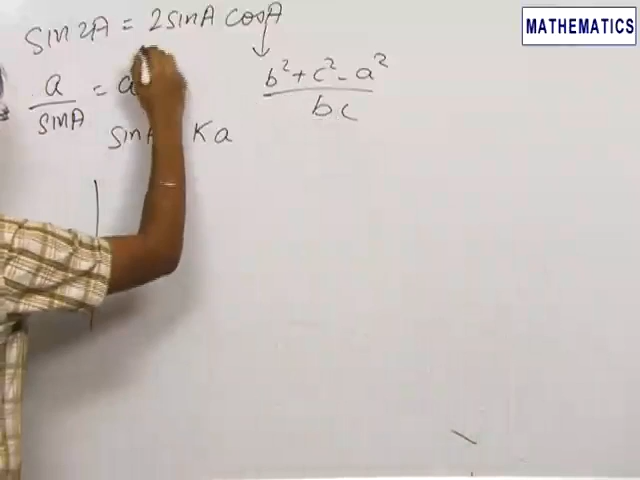 MATHEMATICS
sin 2A = 2 sinA cosA
a/sinA = a
b² + c² - a² / bc
sin Ka